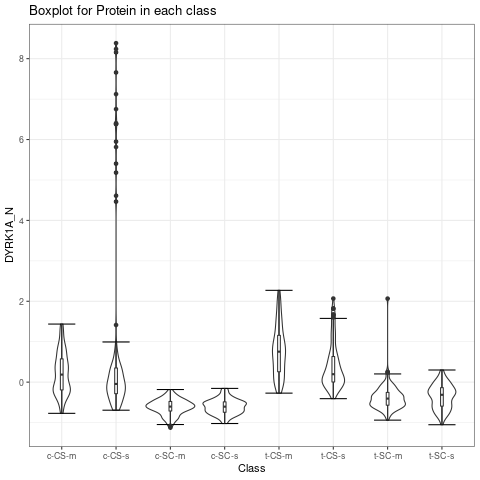 Boxplot for Protein in each class
8
6
4
2
0
DYRK1A_N
c-CS-m c-CS-s c-SC-m c-SC-s t-CS-m t-CS-s t-SC-m t-SC-s
Class